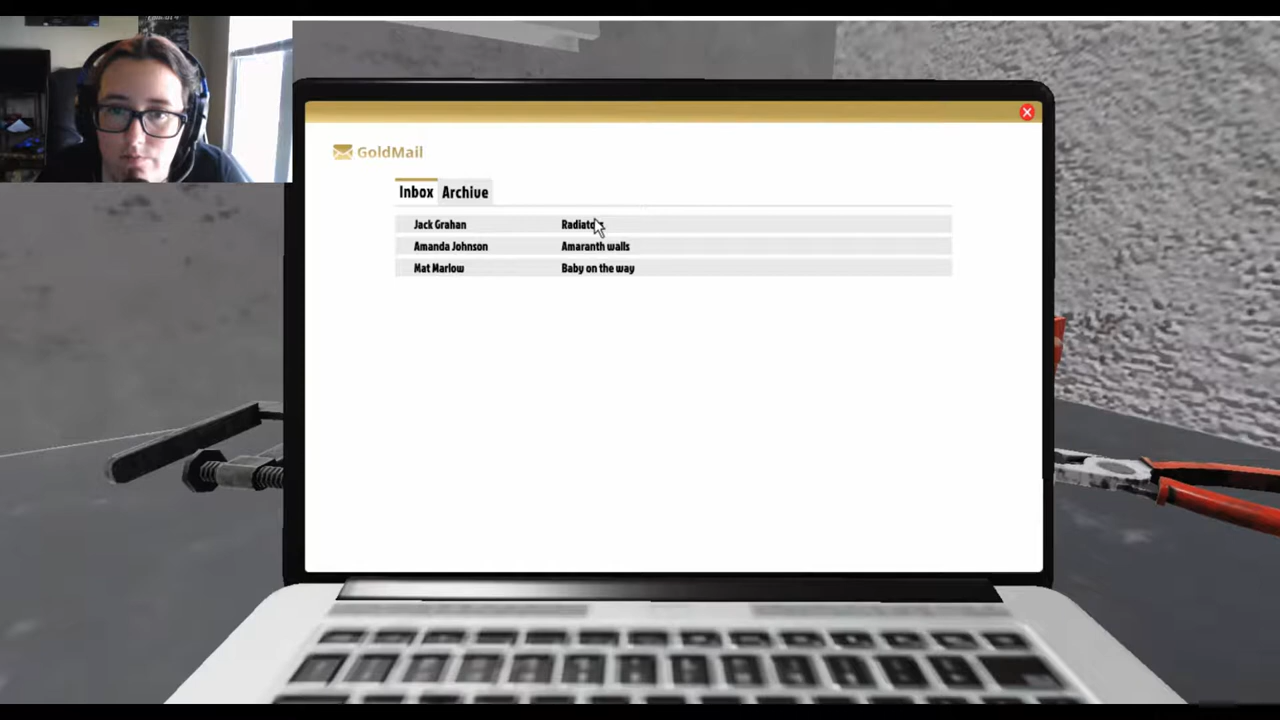 GoldMail
Inbox Archive
Jack Grahan
Amanda Johnson Amaranth walls
Mat Marlow Baby on the way